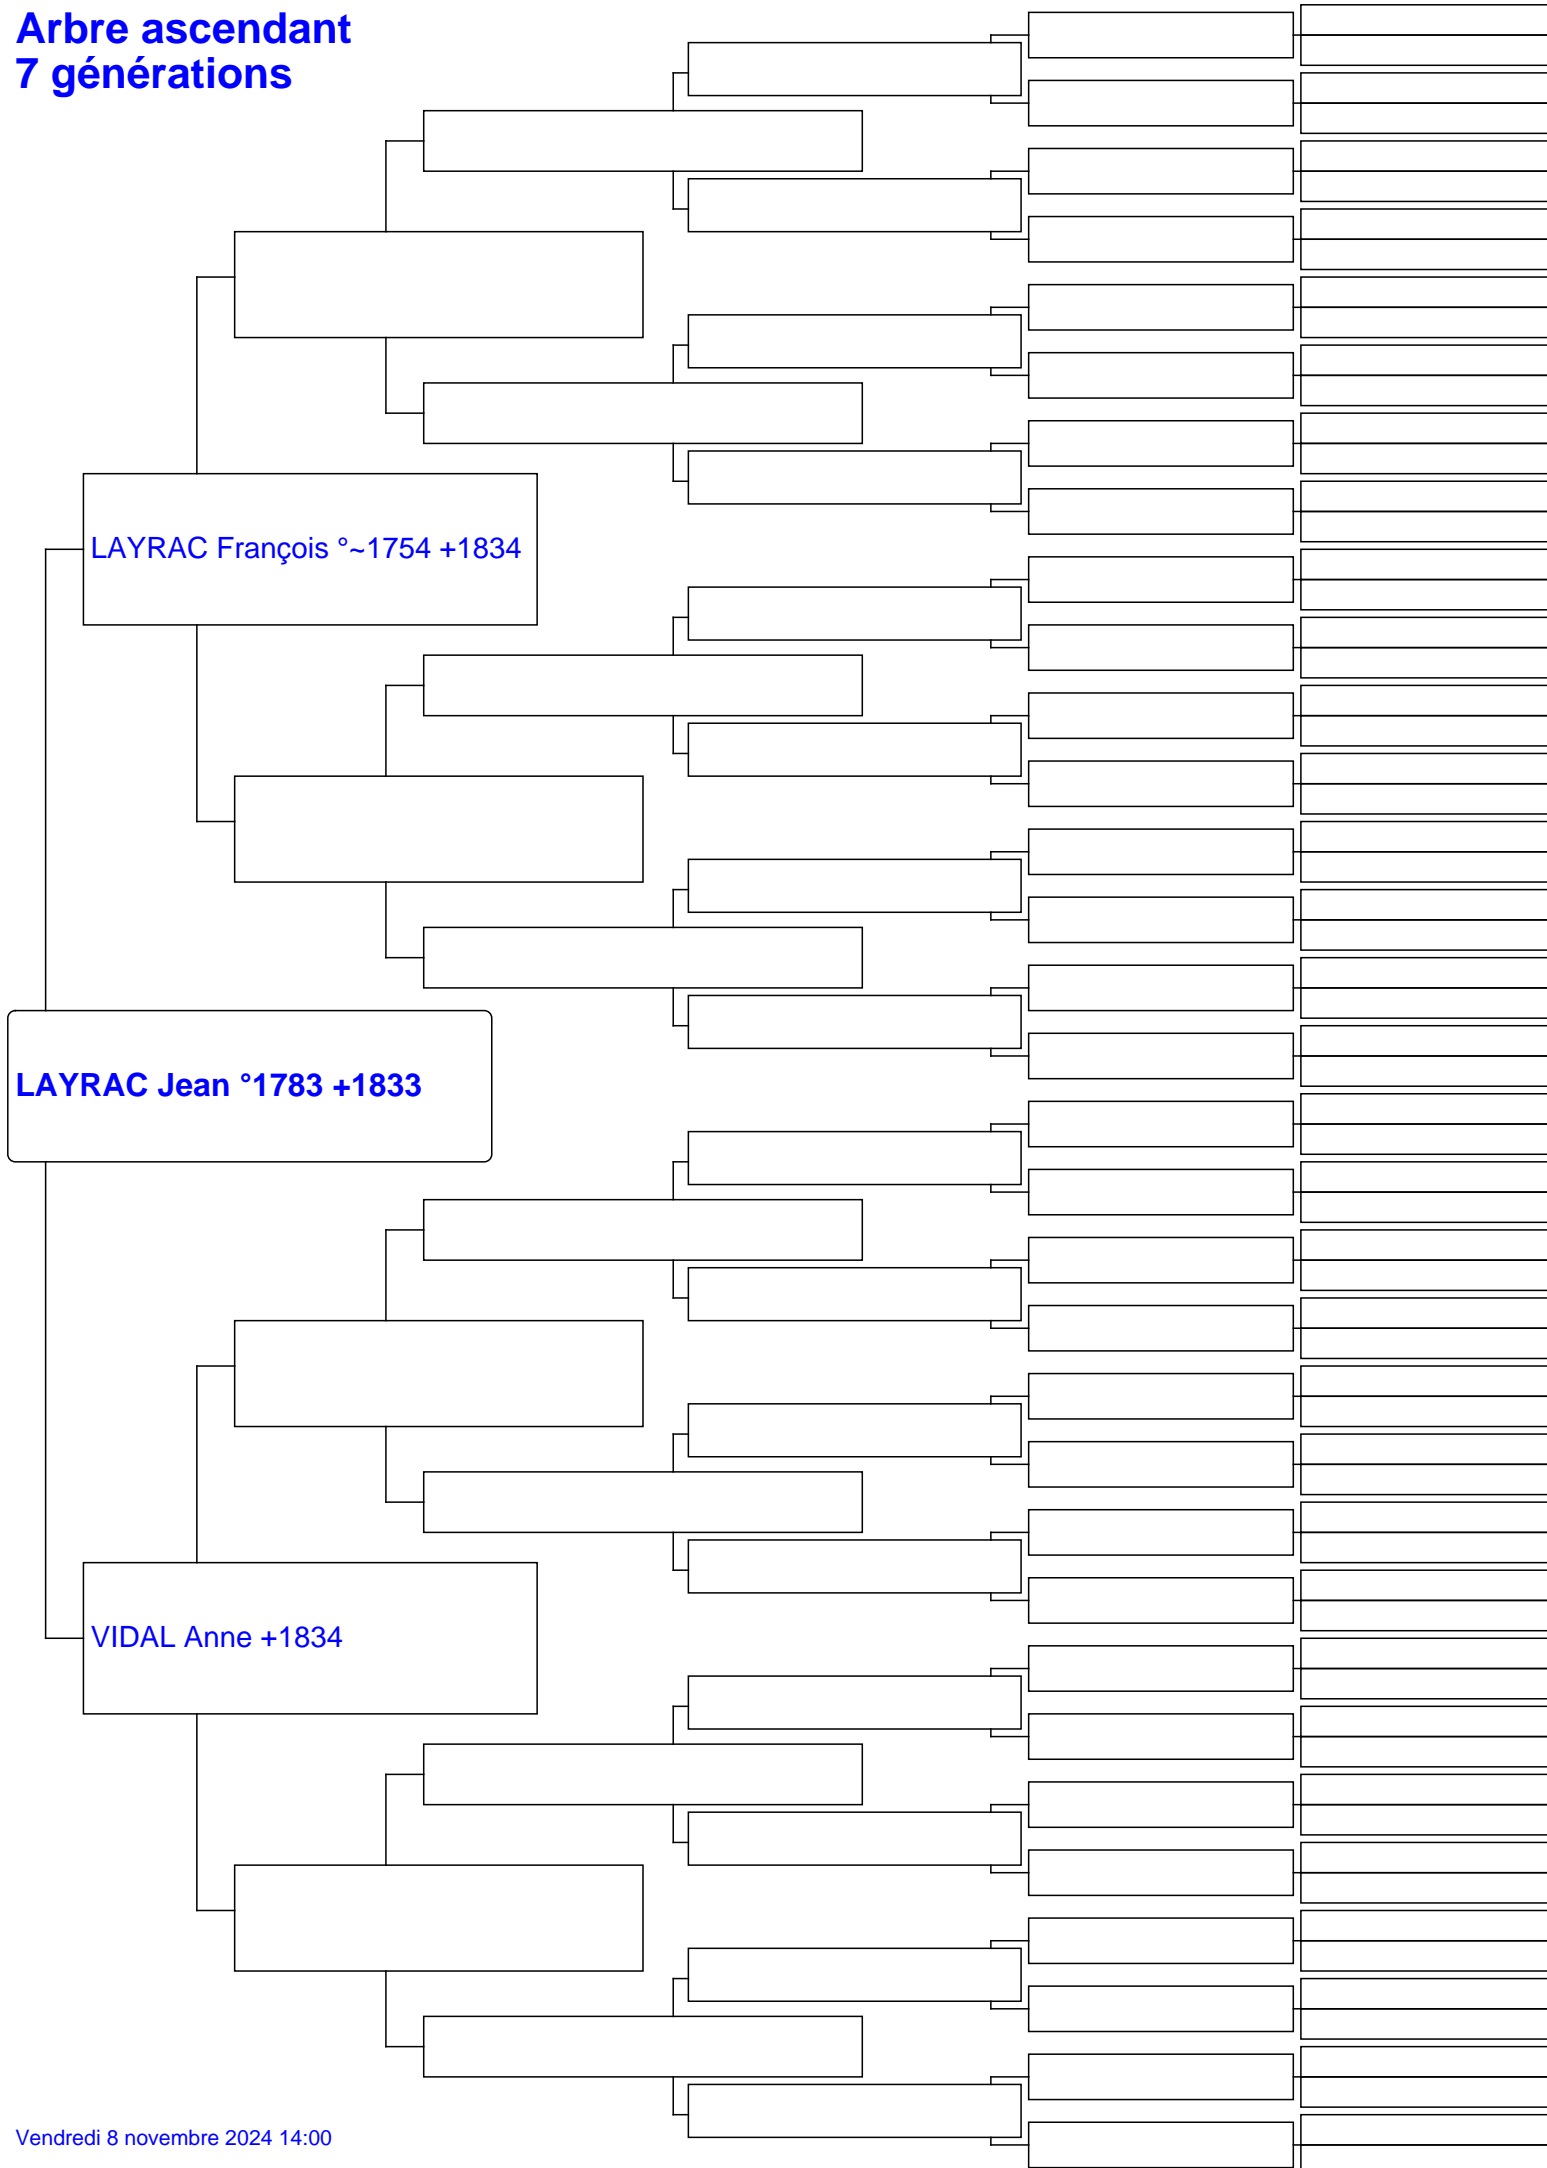 Arbre ascendant
7 générations
LAYRAC François °~1754 +1834
LAYRAC Jean °1783 +1833
VIDAL Anne +1834
Vendredi 8 novembre 2024 14:00